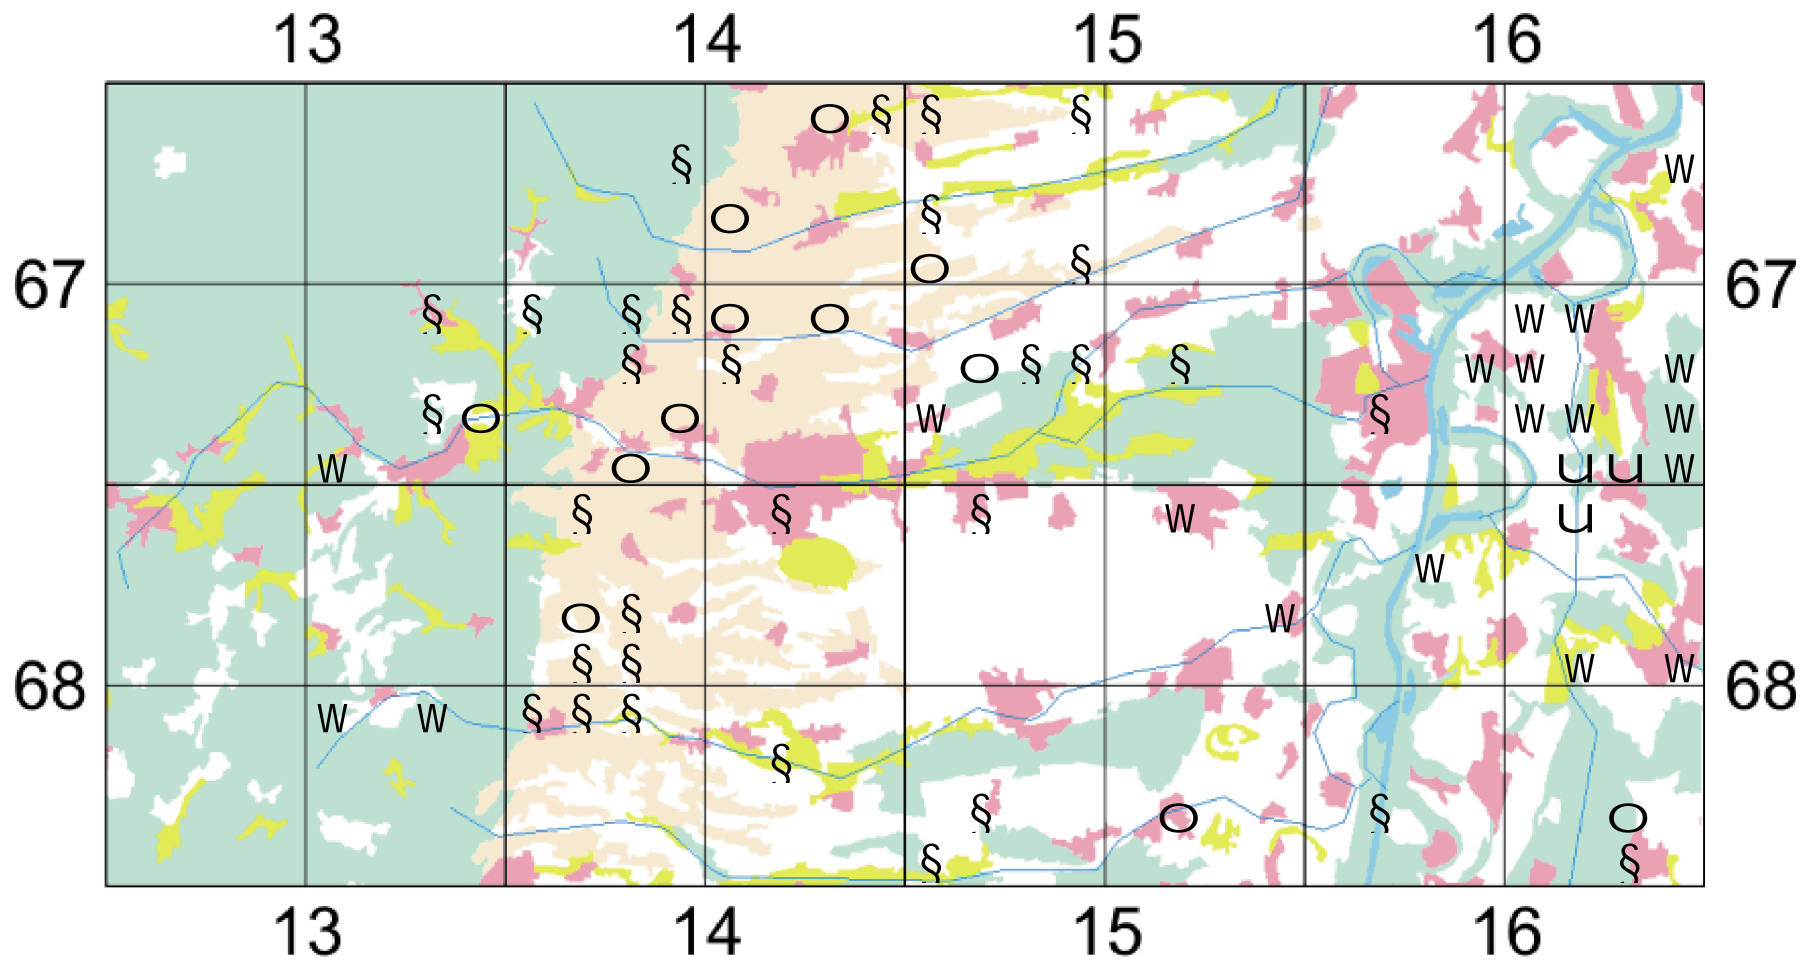 13 14 15 16
O § § §
§ W
O §
O §
67 67
§ § § § O O W W
§ § O § § § W W W
§ O O W § W W W
W O u u W
§ § § W u
W
O § W
§ § W W
68 68
W W § § §
§
§ O § O
§ §
13 14 15 16